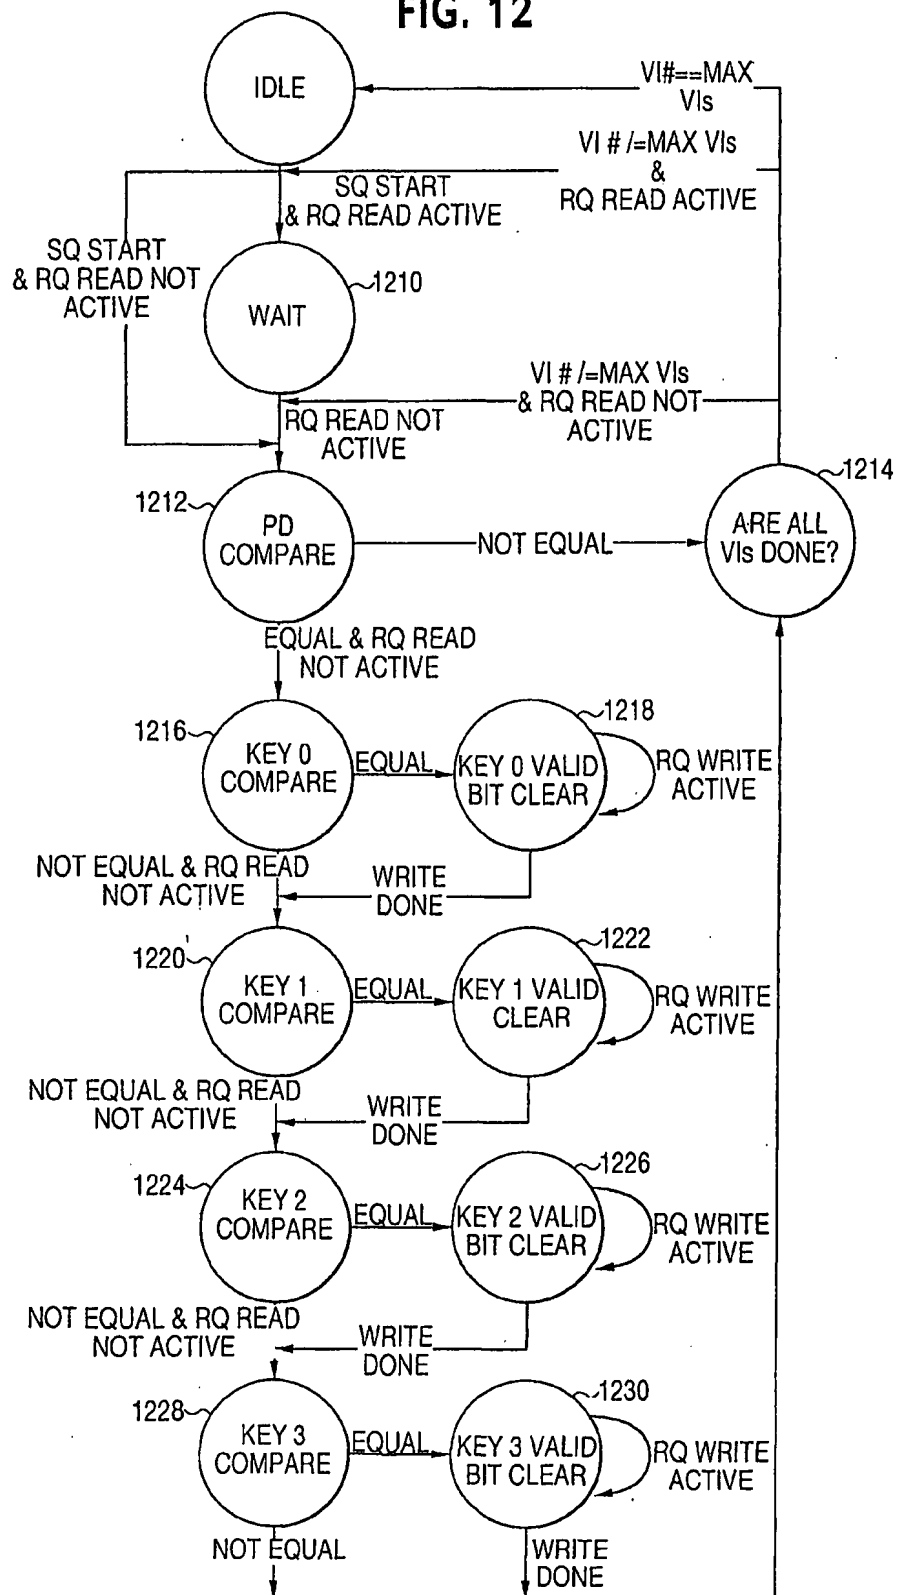 FIG. 12
IDLE
VI#==MAX
VIs
VI # /=MAX VIs
&
RQ READ ACTIVE
SQ START
& RQ READ ACTIVE
SQ START
& RQ READ NOT
ACTIVE
1210
WAIT
VI # /=MAX VIs
& RQ READ NOT
ACTIVE
RQ READ NOT
ACTIVE
1214
1212
PD
COMPARE
NOT EQUAL
ARE ALL
VIs DONE?
EQUAL & RQ READ
NOT ACTIVE
1216
1218
KEY 0
COMPARE
EQUAL
KEY 0 VALID
BIT CLEAR
RQ WRITE
ACTIVE
NOT EQUAL & RQ READ
NOT ACTIVE
WRITE
DONE
1220
1222
KEY 1
COMPARE
EQUAL
KEY 1 VALID
CLEAR
RQ WRITE
ACTIVE
NOT EQUAL & RQ READ
NOT ACTIVE
WRITE
DONE
1224
1226
KEY 2
COMPARE
EQUAL
KEY 2 VALID
BIT CLEAR
RQ WRITE
ACTIVE
NOT EQUAL & RQ READ
NOT ACTIVE
WRITE
DONE
1228
1230
KEY 3
COMPARE
EQUAL
KEY 3 VALID
BIT CLEAR
RQ WRITE
ACTIVE
NOT EQUAL
WRITE
DONE